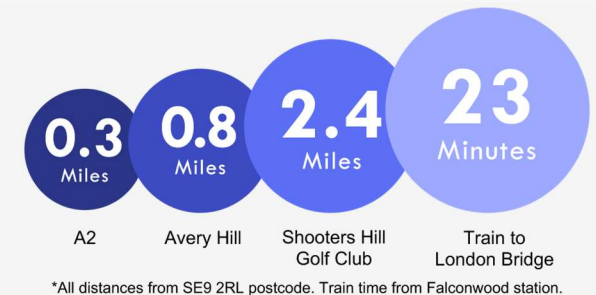 0.3
Miles
0.8
Miles
2.4
Miles
23
Minutes
A2
Avery Hill
Shooters Hill
Golf Club
Train to
London Bridge
*All distances from SE9 2RL postcode. Train time from Falconwood station.